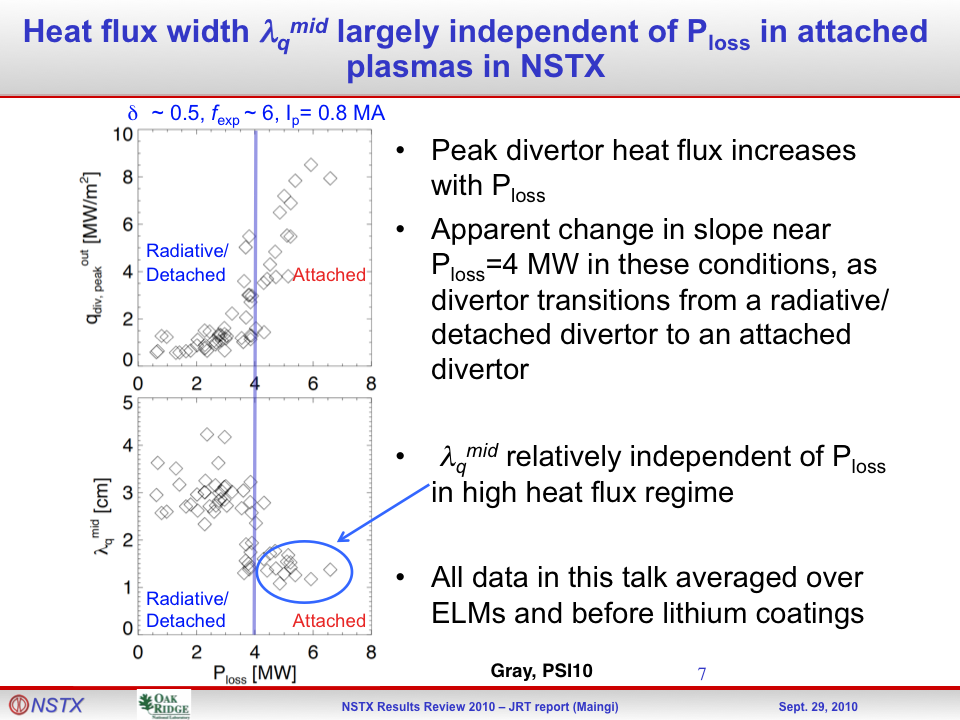 Heat flux width λqmid largely independent of Ploss in attached
plasmas in NSTX
δ ~ 0.5, fexp ~ 6, Ip= 0.8 MA
10
8
6
4
2
0
qdiv, peakout [MW/m2]
Radiative/
Detached
Attached
0 2 4 6 8
5
4
3
2
1
0
λqmid [cm]
Radiative/
Detached
Attached
0 2 4 6 8
Ploss [MW]
• Peak divertor heat flux increases
with Ploss
• Apparent change in slope near
Ploss=4 MW in these conditions, as
divertor transitions from a radiative/
detached divertor to an attached
divertor
• λqmid relatively independent of Ploss
in high heat flux regime
• All data in this talk averaged over
ELMs and before lithium coatings
Gray, PSI10
7
NSTX
OAK
RIDGE
National Laboratory
NSTX Results Review 2010 – JRT report (Maingi)
Sept. 29, 2010